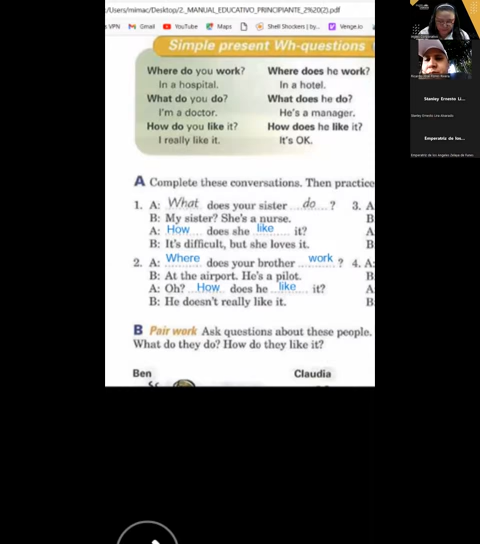 /Users/mimac/Desktop/2_MANUAL_EDUCATIVO_PRINCIPIANTE_2%20(2).pdf
VPN Gmail YouTube Maps Shell Shockers | by... Venge.io
Simple present Wh-questions
Where do you work? Where does he work?
In a hospital. In a hotel.
What do you do? What does he do?
I'm a doctor. He's a manager.
How do you like it? How does he like it?
I really like it. It's OK.
A Complete these conversations. Then practice
1. A: What does your sister do ? 3. A
B: My sister? She's a nurse. B
A: How does she like it? A
B: It's difficult, but she loves it. B
2. A: Where does your brother work ? 4. A:
B: At the airport. He's a pilot. B
A: Oh? How does he like it? A
B: He doesn't really like it. B
B Pair work Ask questions about these people.
What do they do? How do they like it?
Ben Claudia
Stanley Ernesto Li...
Emperatriz de los...